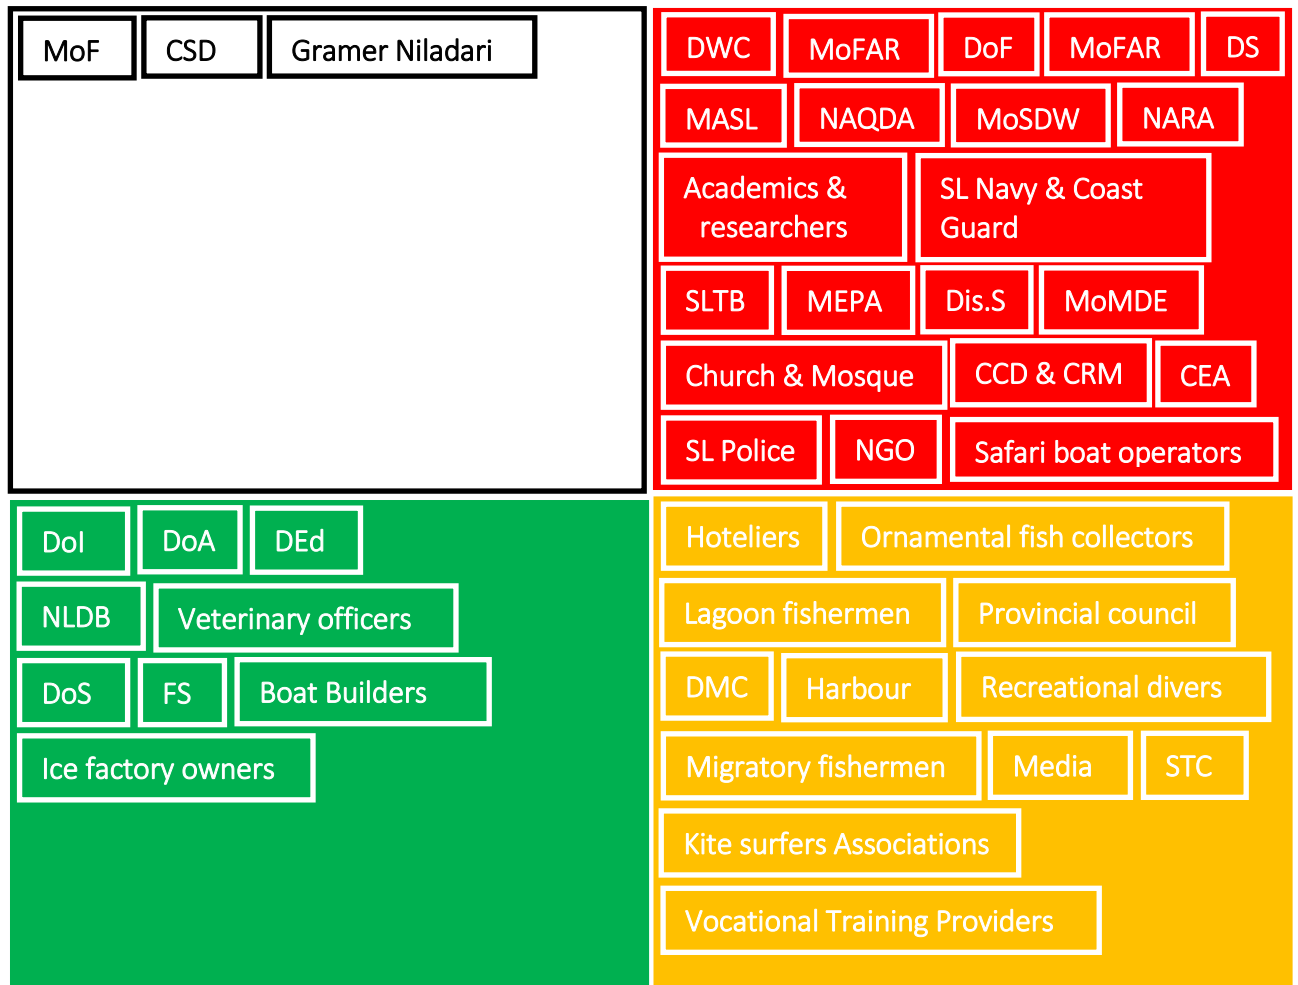 MoF
CSD
Gramer Niladari
DWC
MoFAR
DoF
MoFAR
DS
MASL
NAQDA
MoSDW
NARA
Academics &
researchers
SL Navy & Coast
Guard
SLTB
MEPA
Dis.S
MoMDE
Church & Mosque
CCD & CRM
CEA
SL Police
NGO
Safari boat operators
DoI
DoA
DEd
NLDB
Veterinary officers
DoS
FS
Boat Builders
Ice factory owners
Hoteliers
Ornamental fish collectors
Lagoon fishermen
Provincial council
DMC
Harbour
Recreational divers
Migratory fishermen
Media
STC
Kite surfers Associations
Vocational Training Providers